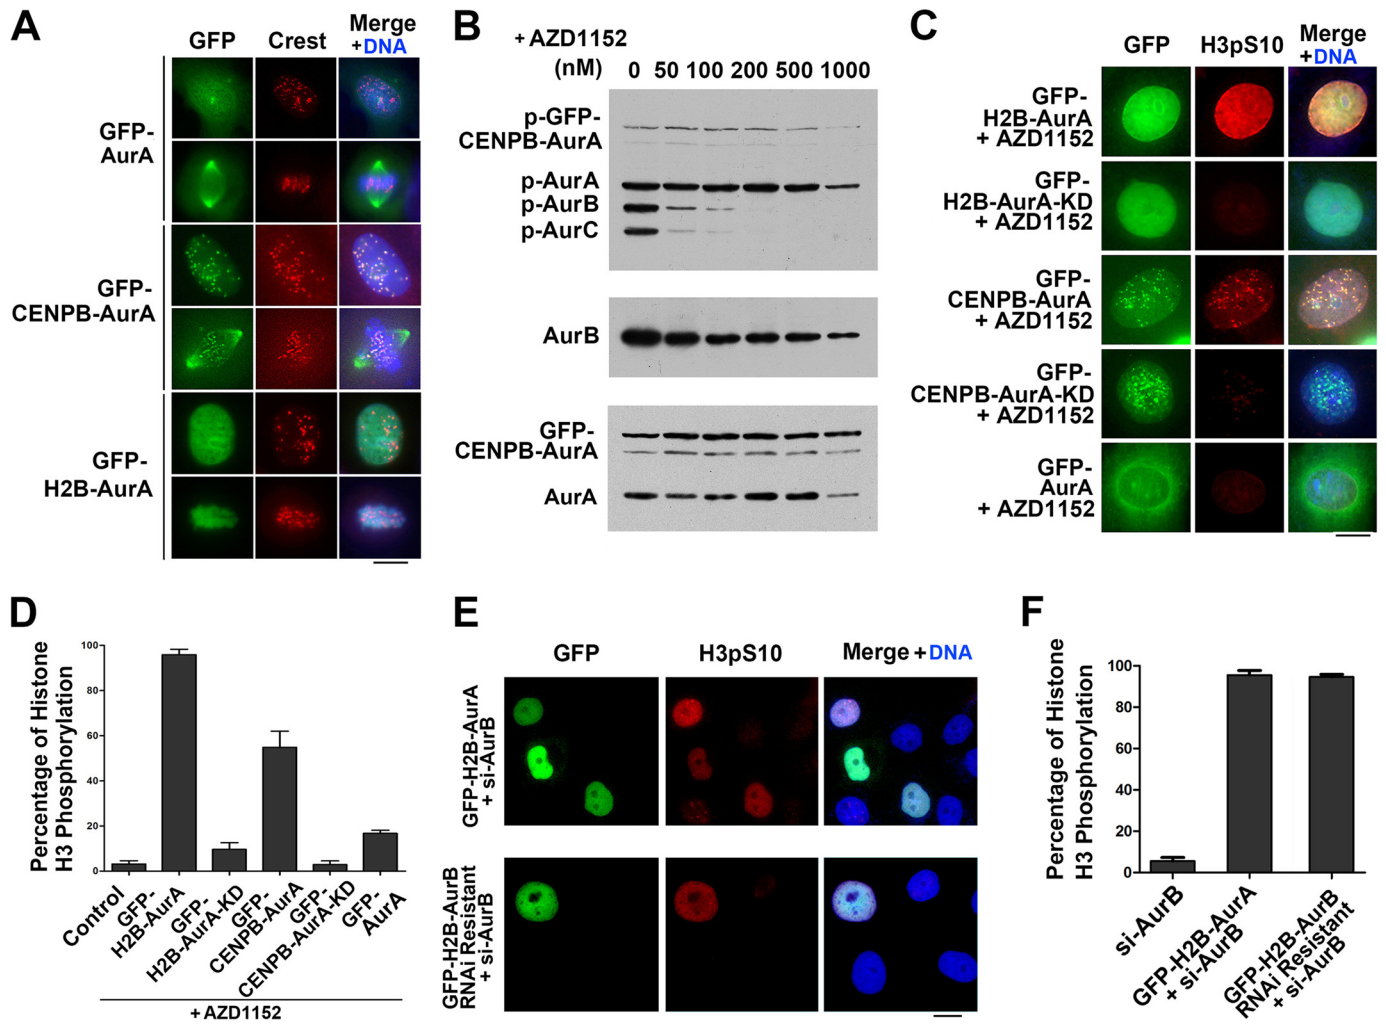 A
GFP
Crest
Merge
+DNA
GFP-
AurA
GFP-
CENPB-AurA
GFP-
H2B-AurA
B
+ AZD1152
(nM)
0 50 100 200 500 1000
p-GFP-
CENPB-AurA
p-AurA
p-AurB
p-AurC
AurB
GFP-
CENPB-AurA
AurA
C
GFP
H3pS10
Merge
+DNA
GFP-
H2B-AurA
+ AZD1152
GFP-
H2B-AurA-KD
+ AZD1152
GFP-
CENPB-AurA
+ AZD1152
GFP-
CENPB-AurA-KD
+ AZD1152
GFP-
AurA
+ AZD1152
D
Percentage of Histone
H3 Phosphorylation
100
80
60
40
20
0
Control
GFP-
H2B-AurA
GFP-
H2B-AurA-KD
GFP-
CENPB-AurA
GFP-
CENPB-AurA-KD
GFP-
AurA
+ AZD1152
E
GFP
H3pS10
Merge + DNA
GFP-H2B-AurA
+ si-AurB
GFP-H2B-AurB
RNAi Resistant
+ si-AurB
F
Percentage of Histone
H3 Phosphorylation
100
80
60
40
20
0
si-AurB
GFP-H2B-AurA
+ si-AurB
GFP-H2B-AurB
RNAi Resistant
+ si-AurB